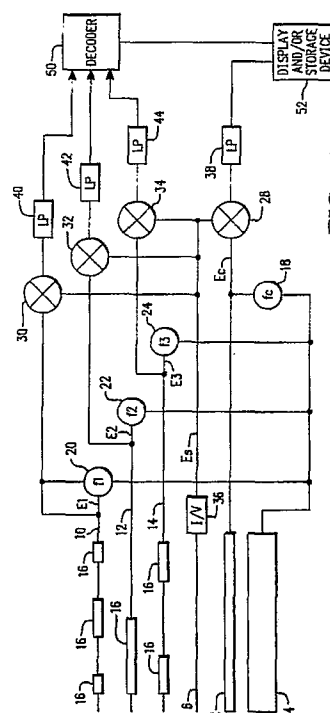 50
DECODER
40
LP
42
LP
44
LP
38
LP
DISPLAY
AND/OR
STORAGE
DEVICE
52
30
32
34
28
Ec
fc
18
24
f3
E3
22
f2
E2
20
f1
E1
Es
10
12
14
16
16
16
16
16
16
I/V
36
6
4